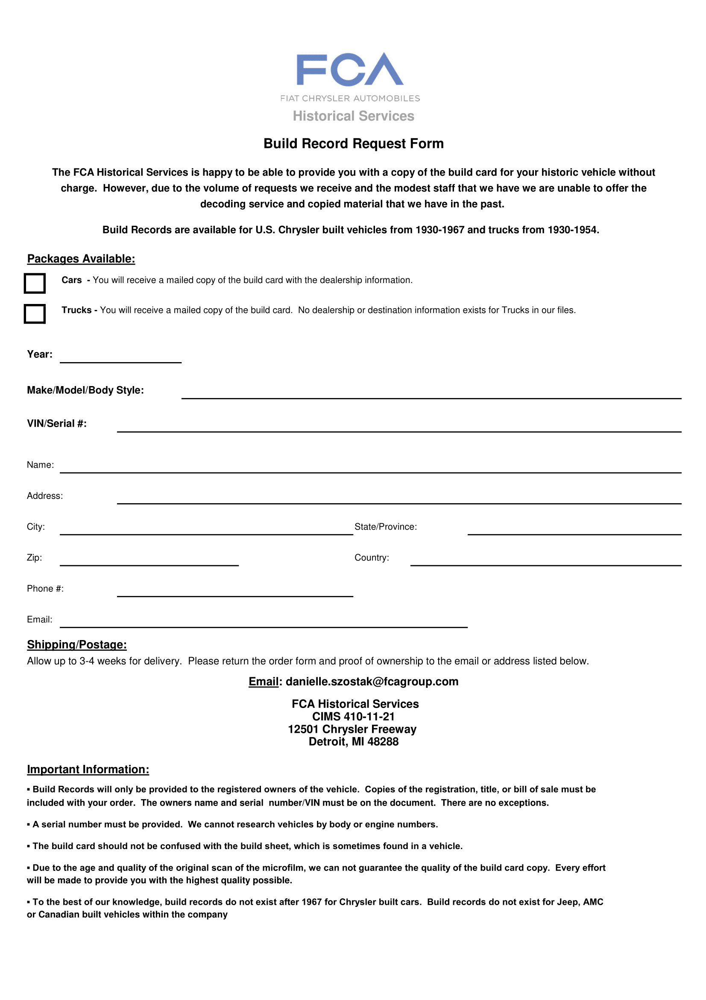 FCA
FIAT CHRYSLER AUTOMOBILES
Historical Services
Build Record Request Form
The FCA Historical Services is happy to be able to provide you with a copy of the build card for your historic vehicle without
charge.  However, due to the volume of requests we receive and the modest staff that we have we are unable to offer the
decoding service and copied material that we have in the past.
Build Records are available for U.S. Chrysler built vehicles from 1930-1967 and trucks from 1930-1954.
Packages Available:
Cars  - You will receive a mailed copy of the build card with the dealership information.
Trucks - You will receive a mailed copy of the build card.  No dealership or destination information exists for Trucks in our files.
Year:
Make/Model/Body Style:
VIN/Serial #:
Name:
Address:
City: State/Province:
Zip: Country:
Phone #:
Email:
Shipping/Postage:
Allow up to 3-4 weeks for delivery.  Please return the order form and proof of ownership to the email or address listed below.
Email: danielle.szostak@fcagroup.com
FCA Historical Services
CIMS 410-11-21
12501 Chrysler Freeway
Detroit, MI 48288
Important Information:
▪ Build Records will only be provided to the registered owners of the vehicle.  Copies of the registration, title, or bill of sale must be
included with your order.  The owners name and serial  number/VIN must be on the document.  There are no exceptions.
▪ A serial number must be provided.  We cannot research vehicles by body or engine numbers.
▪ The build card should not be confused with the build sheet, which is sometimes found in a vehicle.
▪ Due to the age and quality of the original scan of the microfilm, we can not guarantee the quality of the build card copy.  Every effort
will be made to provide you with the highest quality possible.
▪ To the best of our knowledge, build records do not exist after 1967 for Chrysler built cars.  Build records do not exist for Jeep, AMC
or Canadian built vehicles within the company